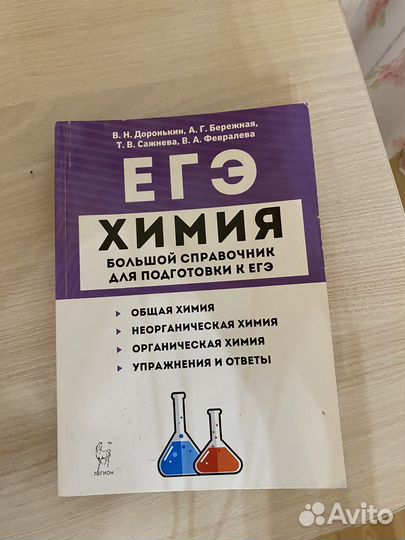 В. Н. Доронькин, А. Г. Бережная,
Т. В. Сажнева, В. А. Февралева
ЕГЭ
ХИМИЯ
БОЛЬШОЙ СПРАВОЧНИК
ДЛЯ ПОДГОТОВКИ К ЕГЭ
ОБЩАЯ ХИМИЯ
НЕОРГАНИЧЕСКАЯ ХИМИЯ
ОРГАНИЧЕСКАЯ ХИМИЯ
УПРАЖНЕНИЯ И ОТВЕТЫ
ЛЕГИОН
Avito